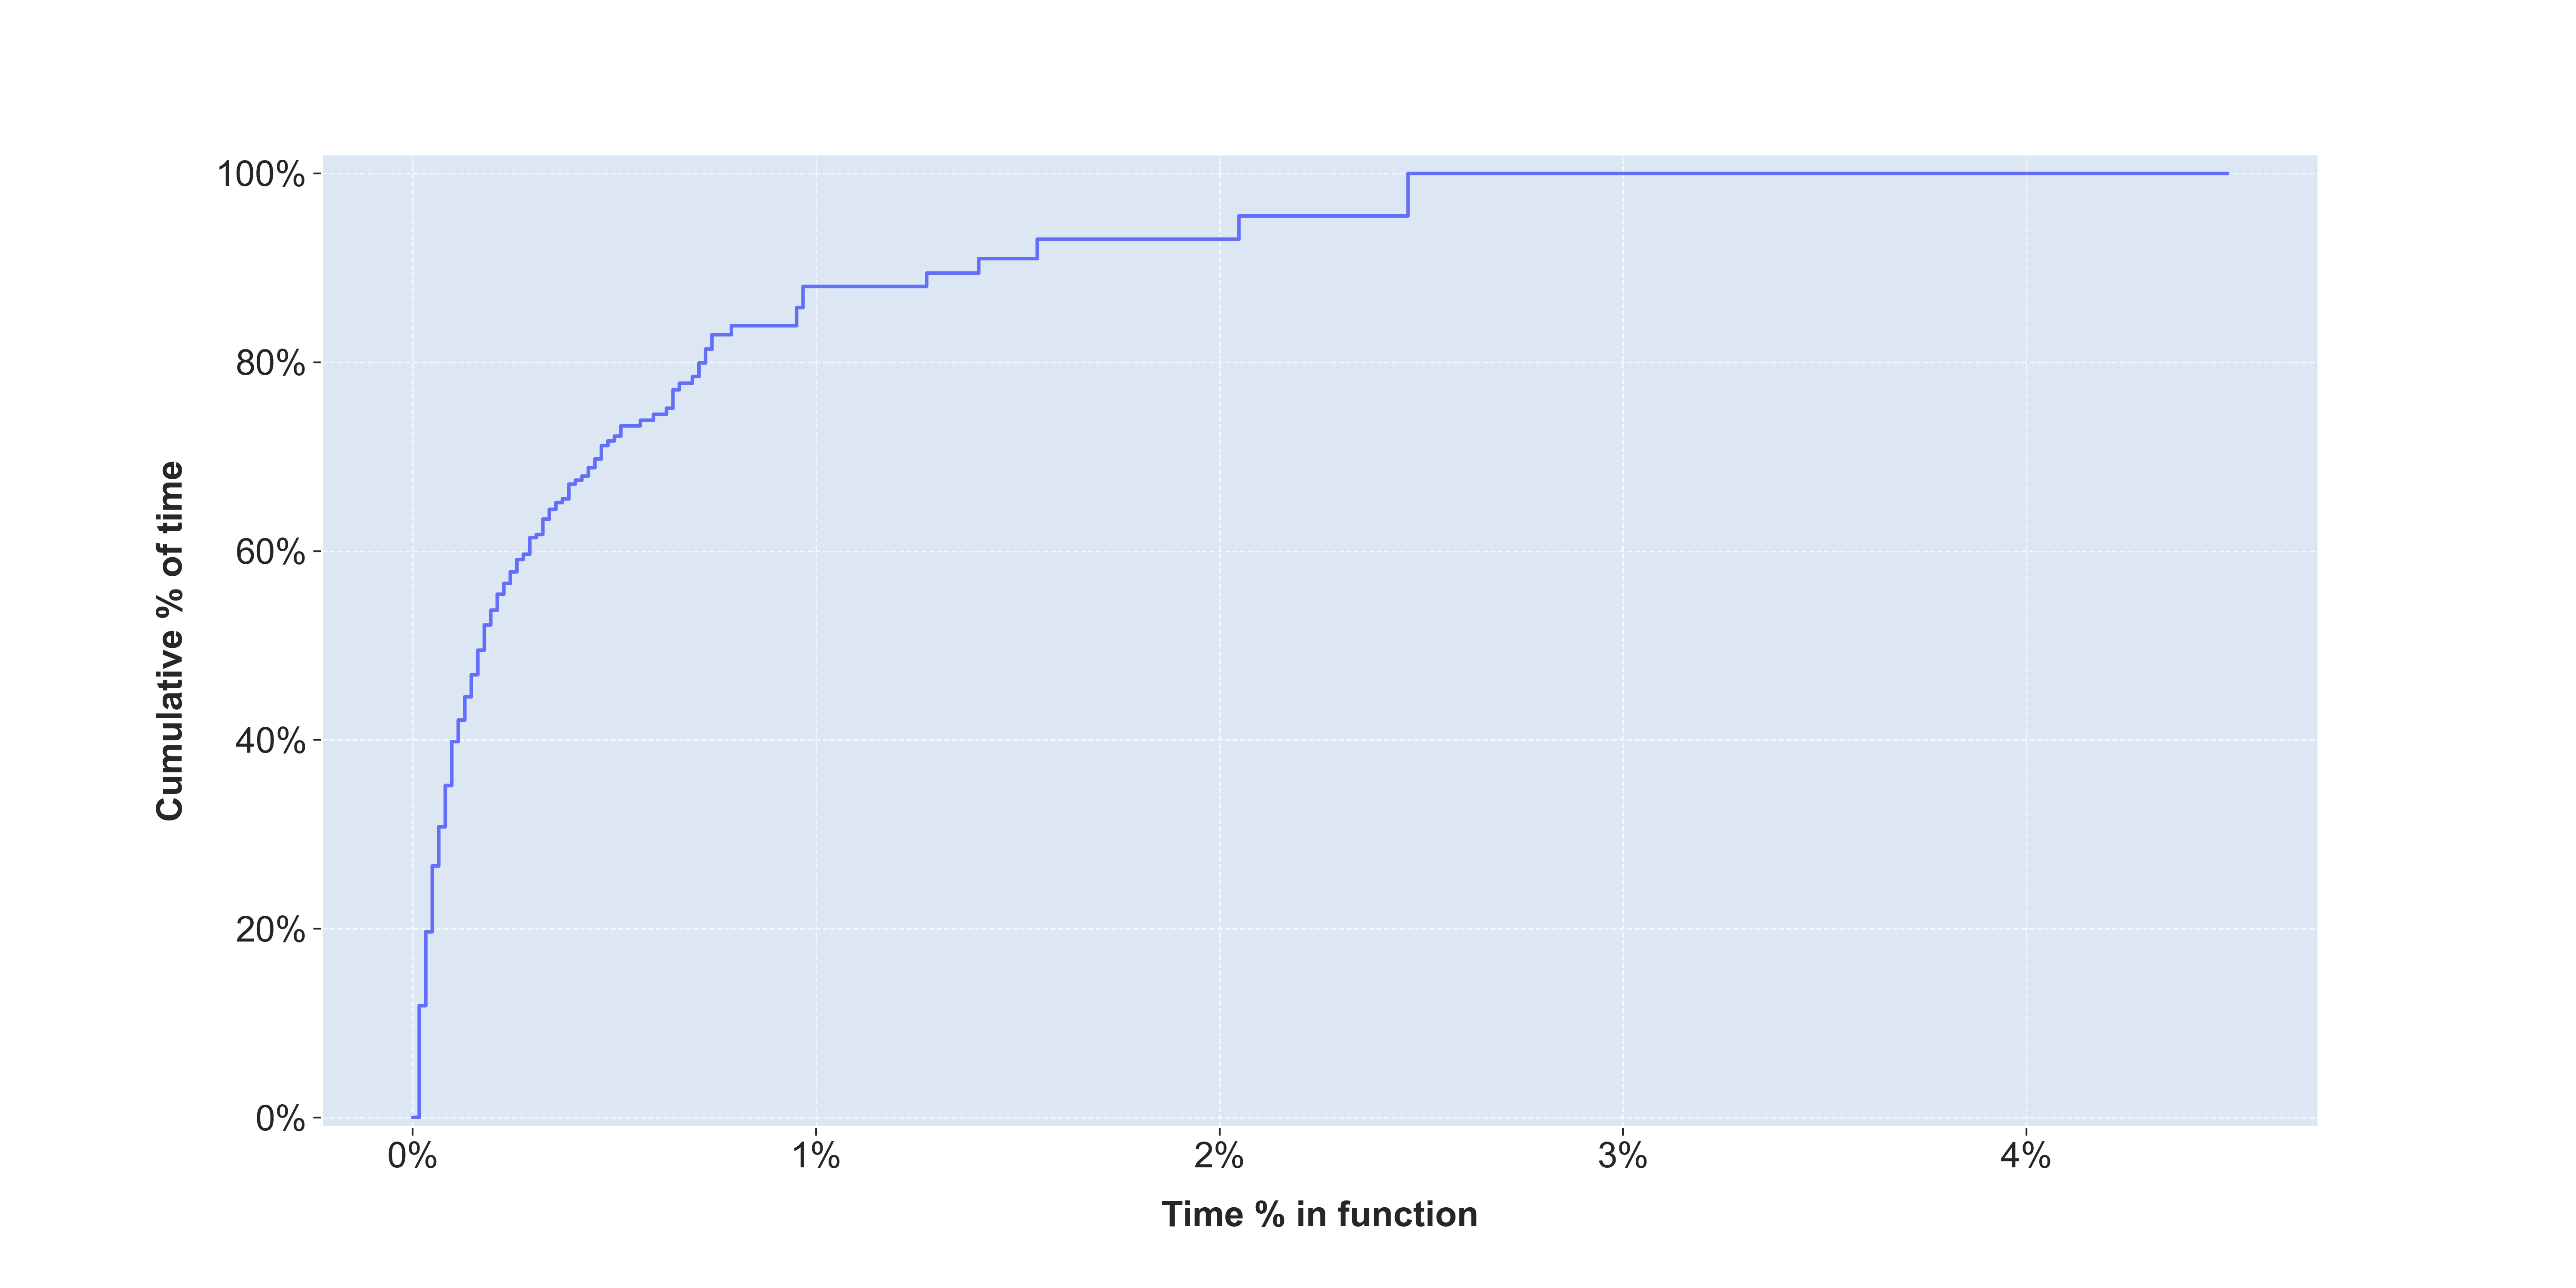 100%
80%
60%
40%
20%
0%
Cumulative % of time
0% 1% 2% 3% 4%
Time % in function